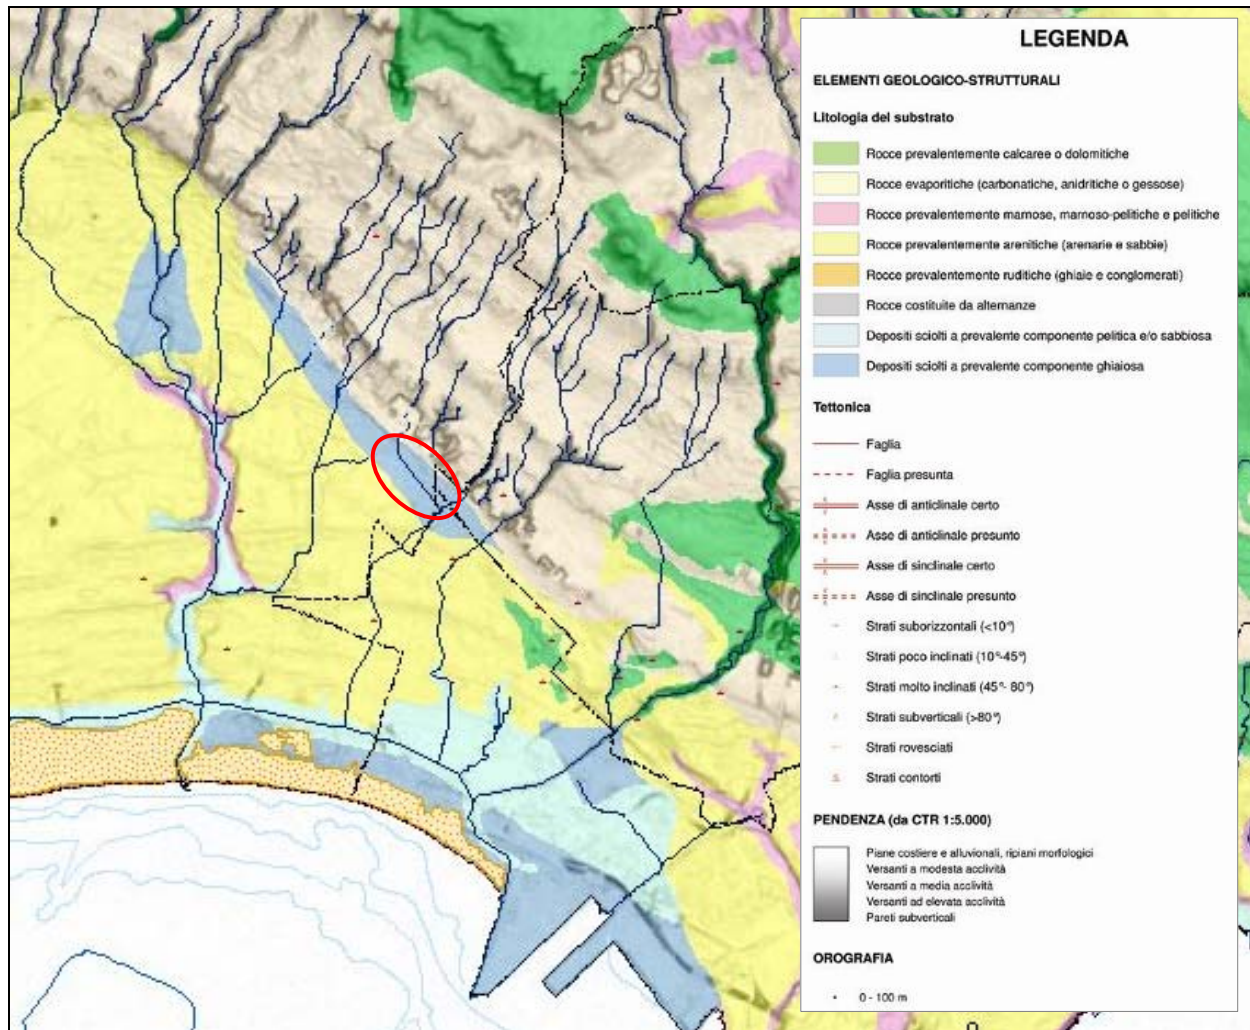 LEGENDA
ELEMENTI GEOLOGICO-STRUTTURALI
Litologia del substrato
Rocce prevalentemente calcaree o dolomitiche
Rocce evaporitiche (carbonatiche, anidritiche o gessose)
Rocce prevalentemente marnose, marnoso-pelitiche e pelitiche
Rocce prevalentemente arenitiche (arenarie e sabbie)
Rocce prevalentemente ruditiche (ghiaie e conglomerati)
Rocce costituite da alternanze
Depositi sciolti a prevalente componente pelitica e/o sabbiosa
Depositi sciolti a prevalente componente ghiaiosa
Tettonica
Faglia
Faglia presunta
Asse di anticlinale certo
Asse di anticlinale presunto
Asse di sinclinale certo
Asse di sinclinale presunto
Strati suborizzontali (<10°)
Strati poco inclinati (10°-45°)
Strati molto inclinati (45°- 80°)
Strati subverticali (>80°)
Strati rovesciati
Strati contorti
PENDENZA (da CTR 1:5.000)
Piane costiere e alluvionali, ripiani morfologici
Versanti a modesta acclività
Versanti a media acclività
Versanti ad elevata acclività
Pareti subverticali
OROGRAFIA
0 - 100 m